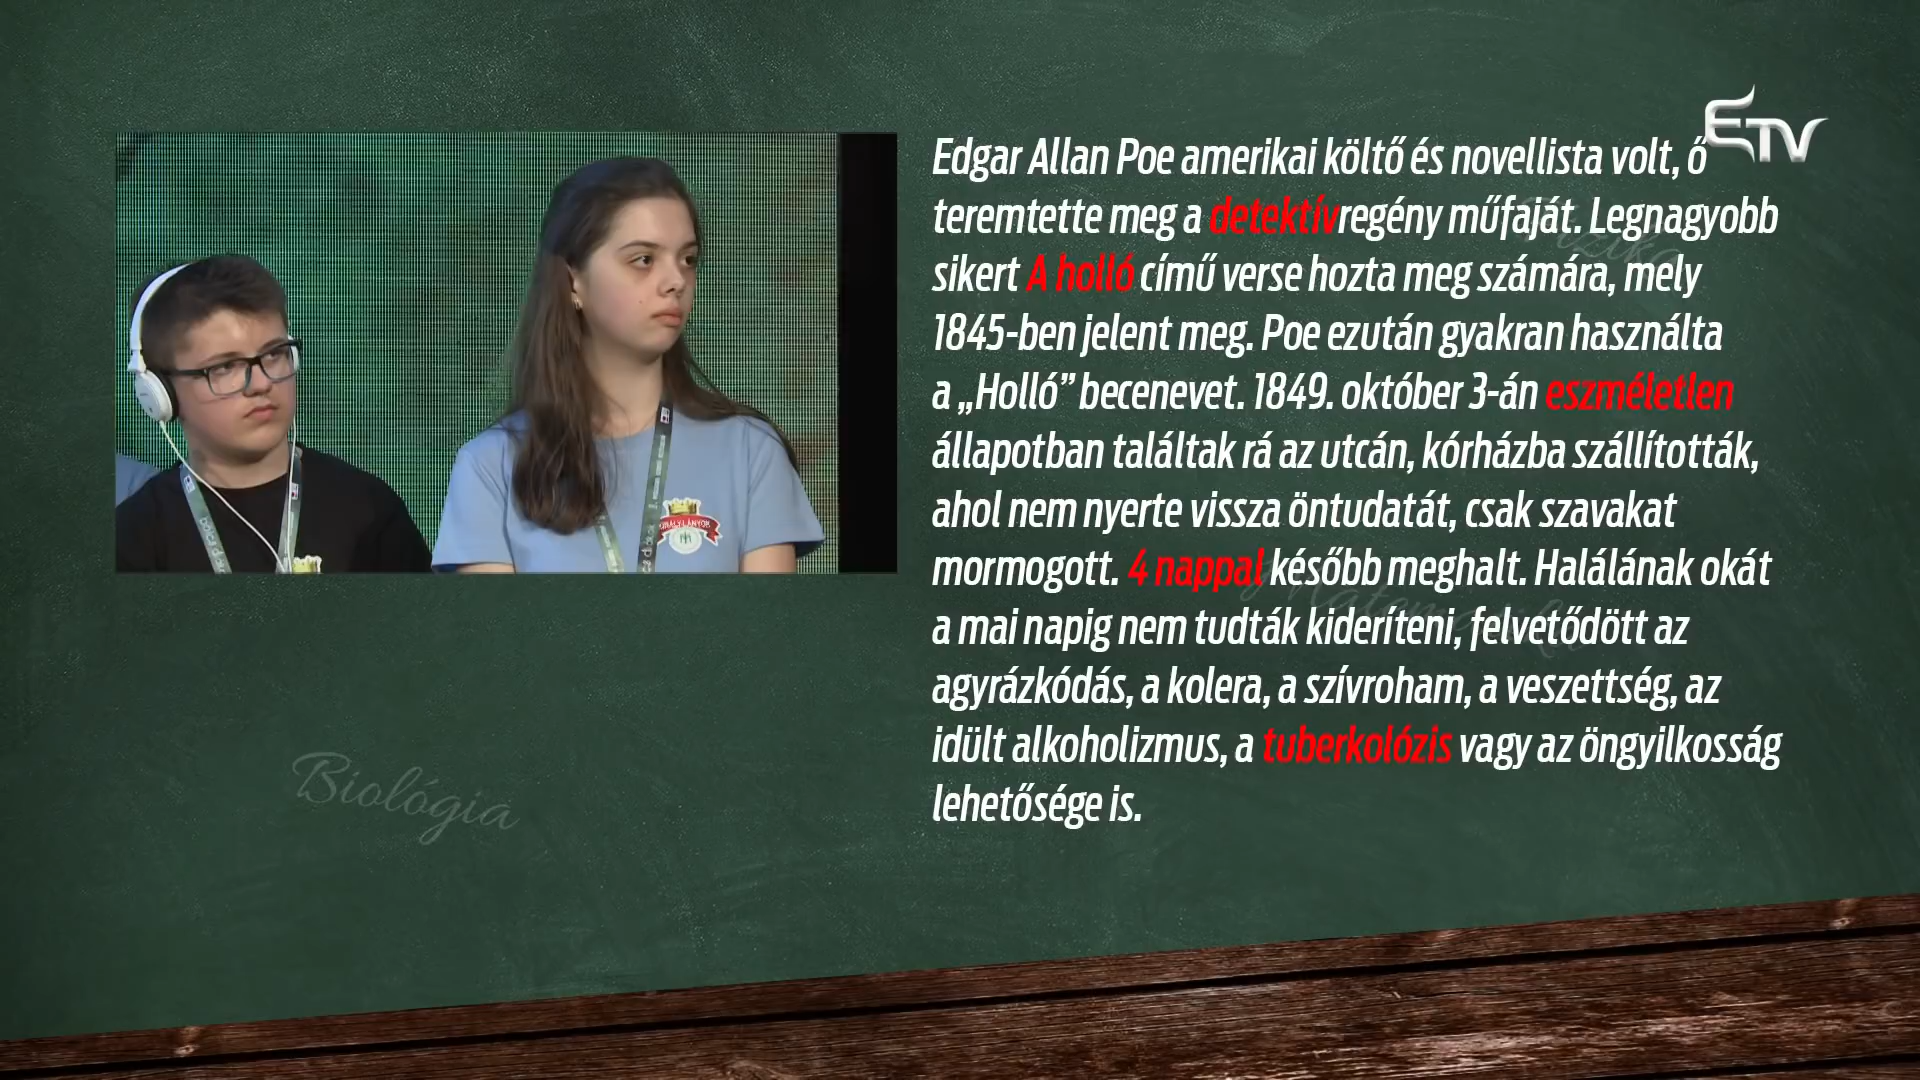 ETV
Edgar Allan Poe amerikai költő és novellista volt, ő
teremtette meg a detektívregény műfaját. Legnagyobb
sikert A holló című verse hozta meg számára, mely
1845-ben jelent meg. Poe ezután gyakran használta
a „Holló” becenevet. 1849. október 3-án eszméletlen
állapotban találtak rá az utcán, kórházba szállították,
ahol nem nyerte vissza öntudatát, csak szavakat
mormogott. 4 nappal később meghalt. Halálának okát
a mai napig nem tudták kideríteni, felvetődött az
agyrázkódás, a kolera, a szívroham, a veszettség, az
idült alkoholizmus, a tuberkolózis vagy az öngyilkosság
lehetősége is.
Fizika
Matematika
Biológia
KIRÁLYLÁNYOK